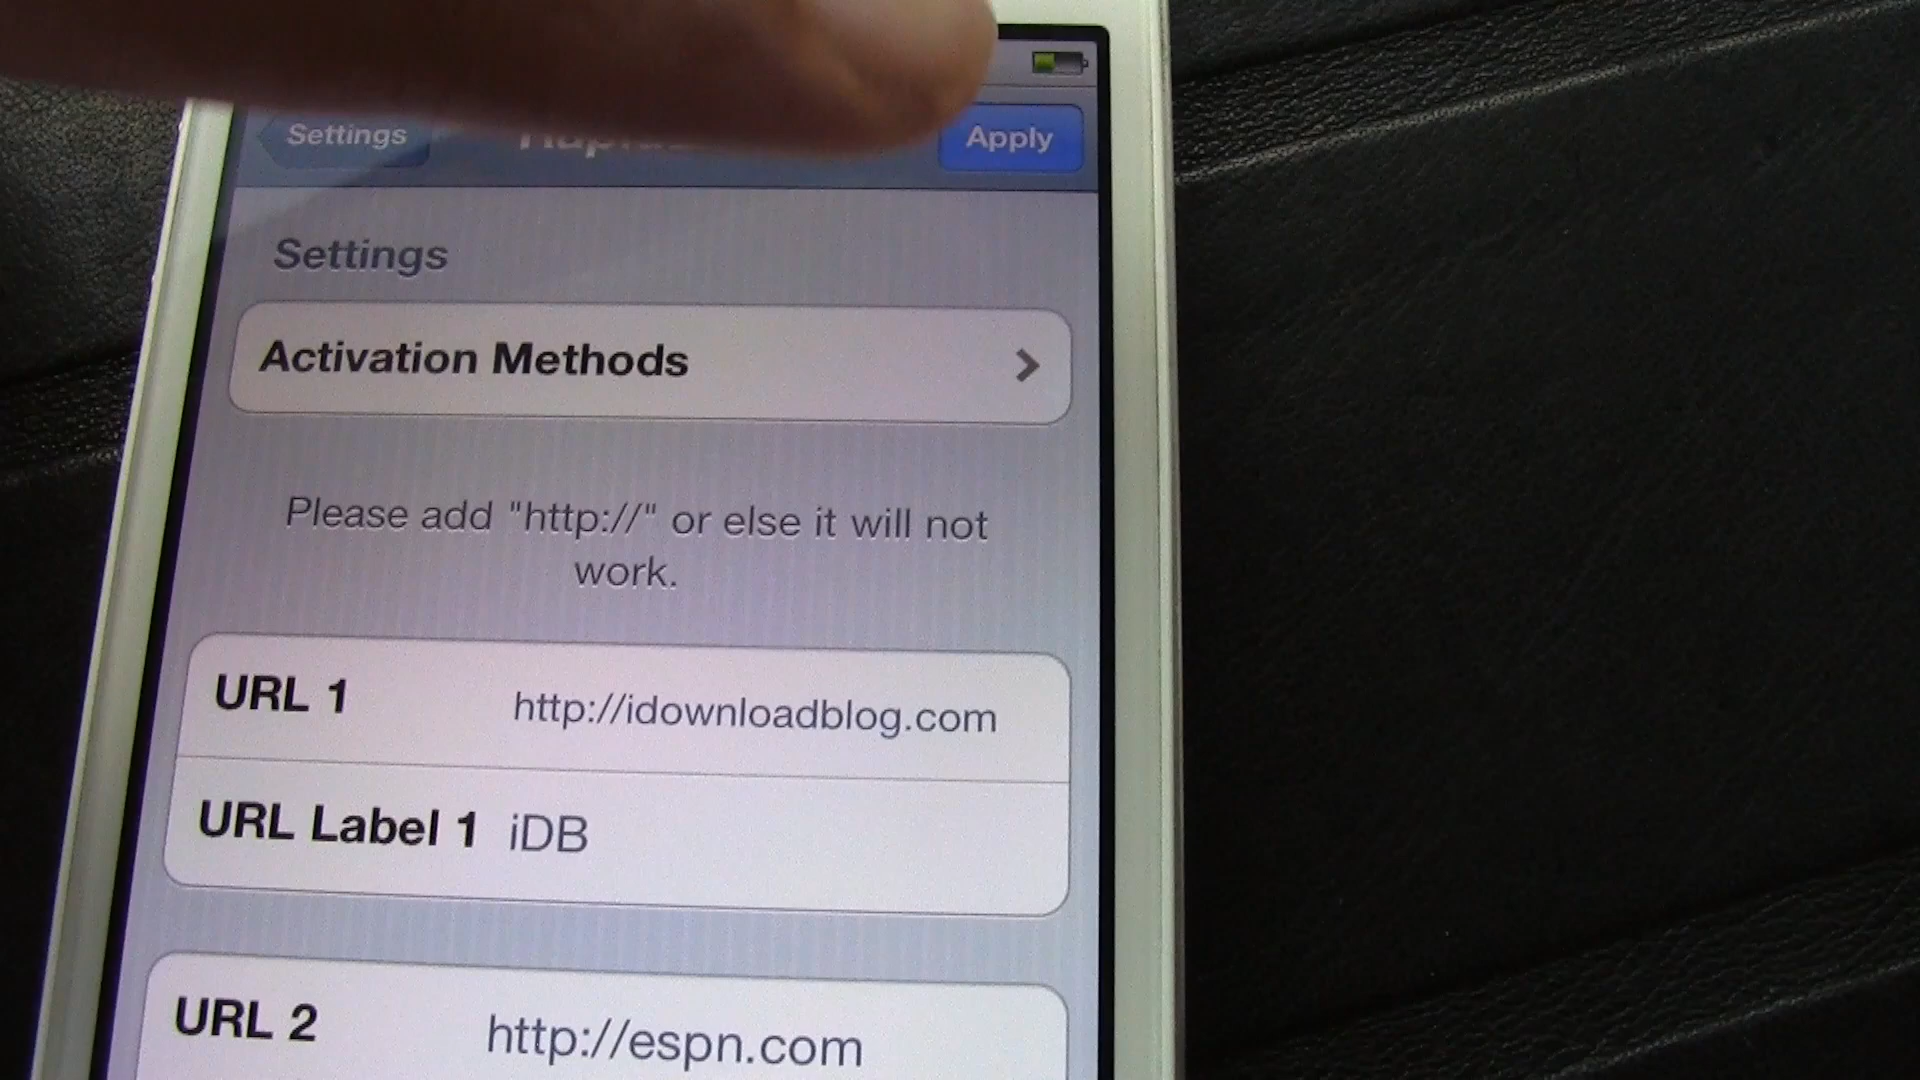 Settings
Apply
Settings
Activation Methods
Please add "http://" or else it will not
work.
URL 1 http://idownloadblog.com
URL Label 1 iDB
URL 2 http://espn.com